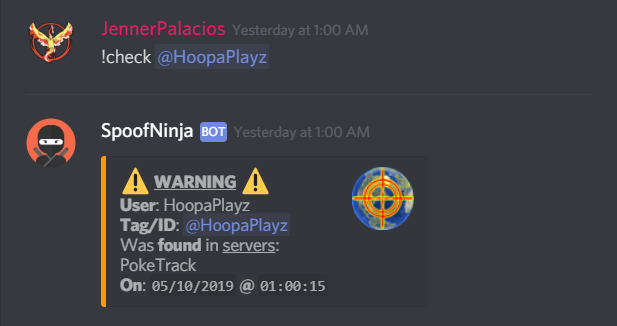 JennerPalacios Yesterday at 1:00 AM
!check @HoopaPlayz
SpoofNinja BOT Yesterday at 1:00 AM
⚠️ WARNING ⚠️
User: HoopaPlayz
Tag/ID: @HoopaPlayz
Was found in servers:
PokeTrack
On: 05/10/2019 @ 01:00:15